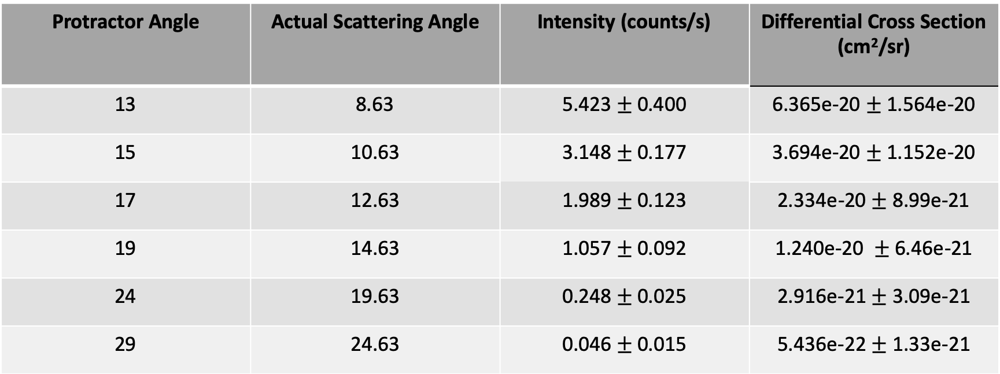 Protractor Angle Actual Scattering Angle Intensity (counts/s) Differential Cross Section
(cm²/sr)
13 8.63 5.423 ± 0.400 6.365e-20 ± 1.564e-20
15 10.63 3.148 ± 0.177 3.694e-20 ± 1.152e-20
17 12.63 1.989 ± 0.123 2.334e-20 ± 8.99e-21
19 14.63 1.057 ± 0.092 1.240e-20 ± 6.46e-21
24 19.63 0.248 ± 0.025 2.916e-21 ± 3.09e-21
29 24.63 0.046 ± 0.015 5.436e-22 ± 1.33e-21